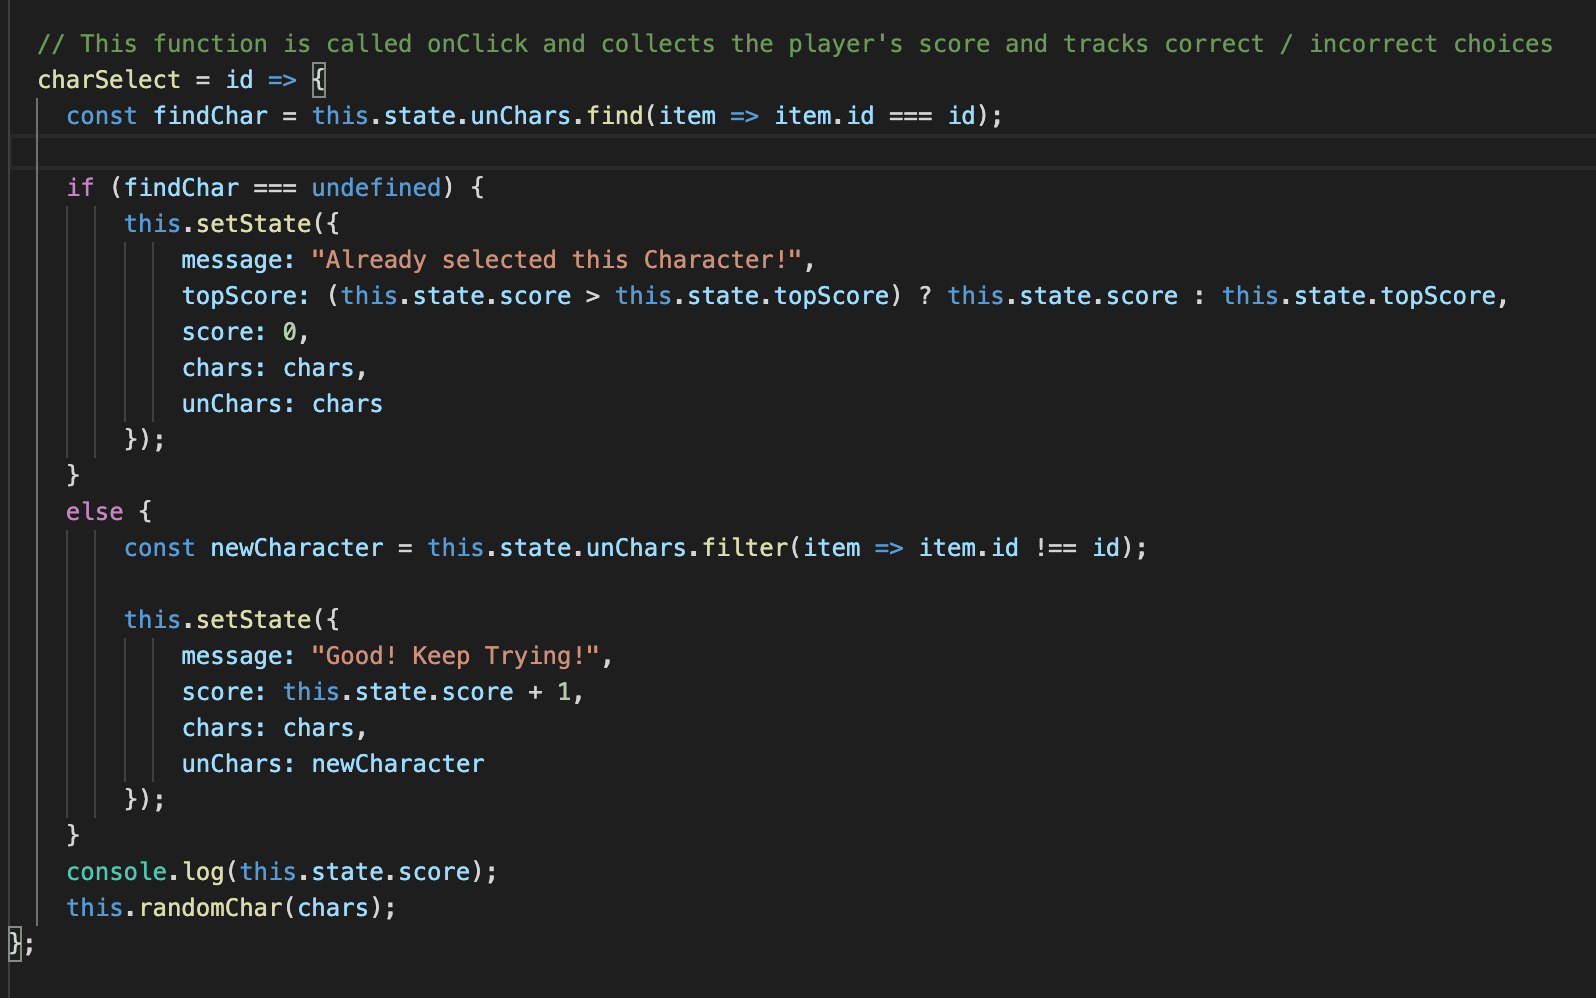 // This function is called onClick and collects the player's score and tracks correct / incorrect choices
charSelect = id => {
const findChar = this.state.unChars.find(item => item.id === id);
if (findChar === undefined) {
this.setState({
message: "Already selected this Character!",
topScore: (this.state.score > this.state.topScore) ? this.state.score : this.state.topScore,
score: 0,
chars: chars,
unChars: chars
});
}
else {
const newCharacter = this.state.unChars.filter(item => item.id !== id);
this.setState({
message: "Good! Keep Trying!",
score: this.state.score + 1,
chars: chars,
unChars: newCharacter
});
}
console.log(this.state.score);
this.randomChar(chars);
};